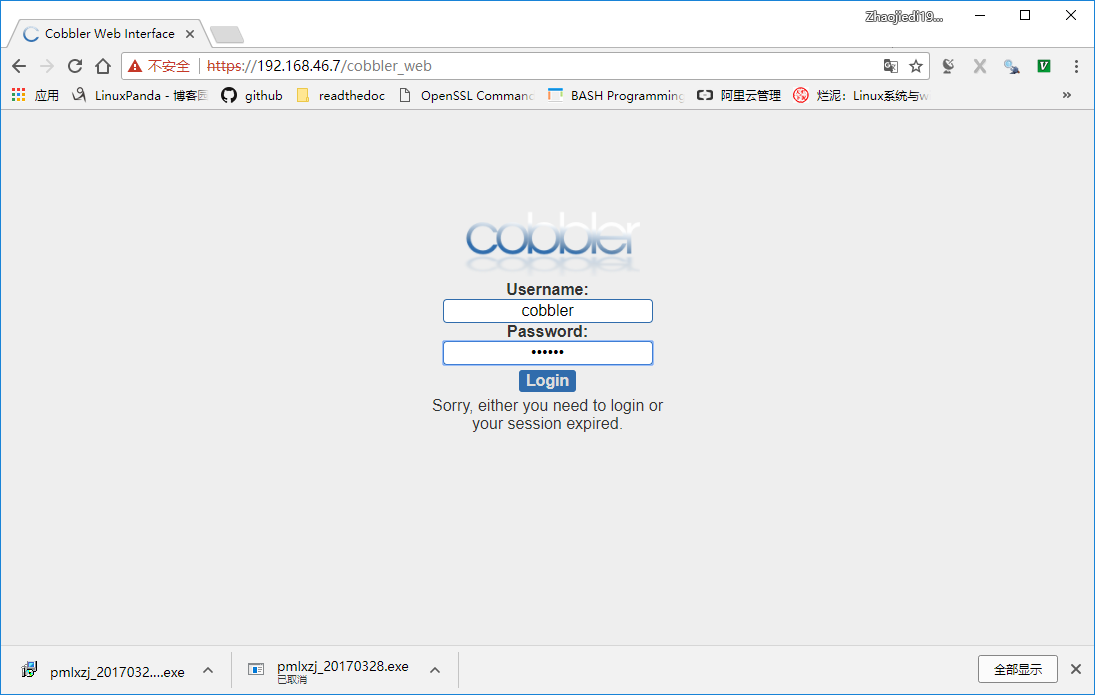 Zhaojiedi19...
Cobbler Web Interface
不安全 https://192.168.46.7/cobbler_web
应用 LinuxPanda - 博客园 github readthedoc OpenSSL Comman BASH Programming 阿里云管理 烂泥：Linux系统与w
cobbler
Username:
cobbler
Password:
••••••
Login
Sorry, either you need to login or
your session expired.
pmlxzj_2017032....exe
pmlxzj_20170328.exe
已取消
全部显示